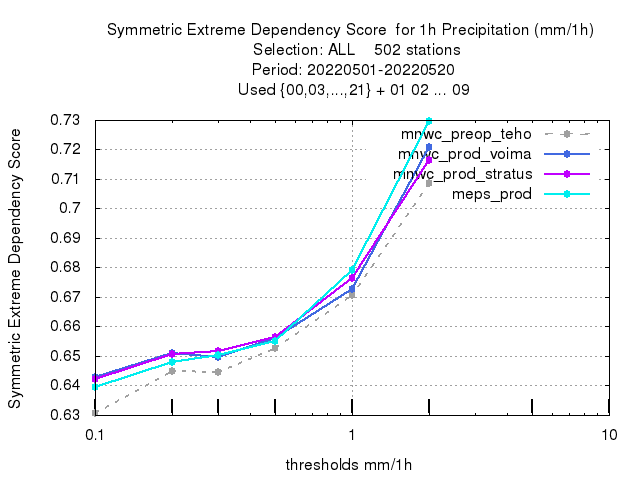 Symmetric Extreme Dependency Score for 1h Precipitation (mm/1h)
Selection: ALL 502 stations
Period: 20220501-20220520
Used {00,03,...,21} + 01 02 ... 09
Symmetric Extreme Dependency Score
0.73
0.72
0.71
0.7
0.69
0.68
0.67
0.66
0.65
0.64
0.63
mnwc_preop_teho
mnwc_prod_voima
mnwc_prod_stratus
meps_prod
0.1 1 10
thresholds mm/1h